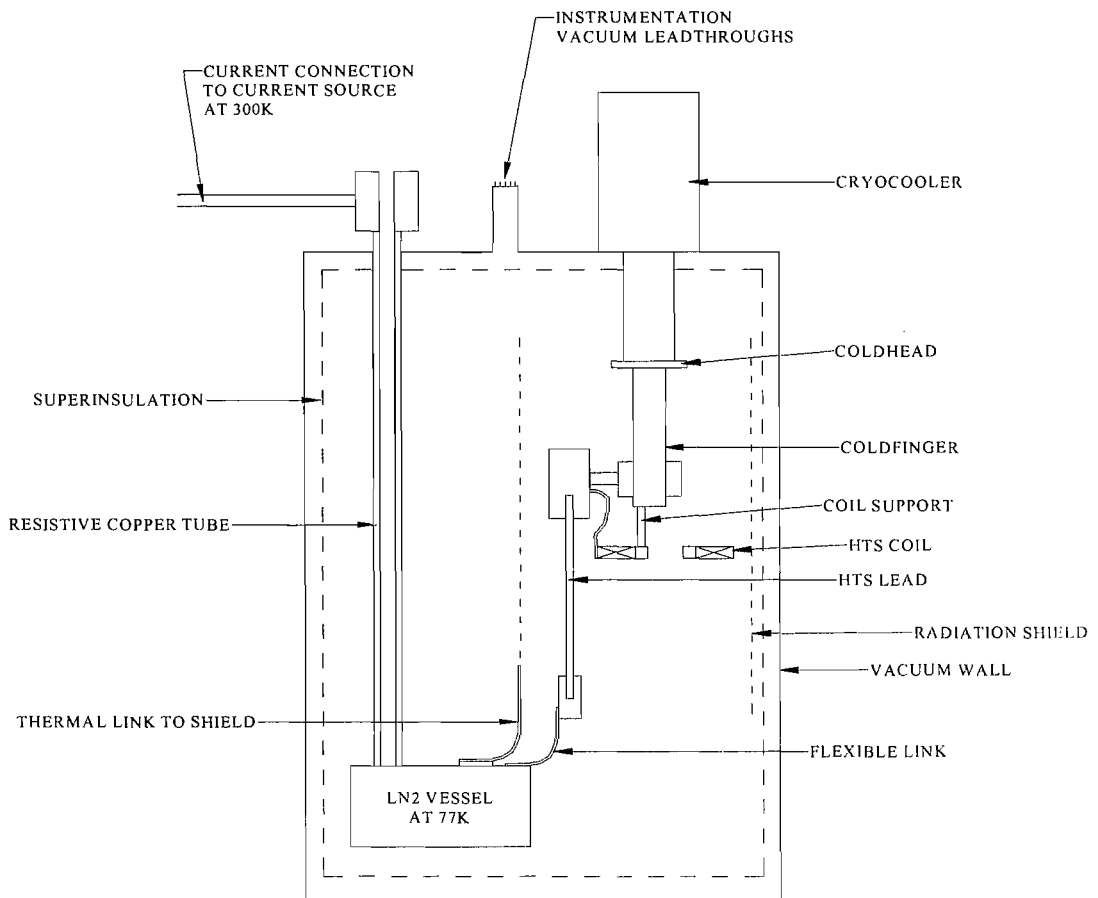 INSTRUMENTATION
VACUUM LEADTHROUGHS
CURRENT CONNECTION
TO CURRENT SOURCE
AT 300K
CRYOCOOLER
COLDHEAD
SUPERINSULATION
COLDFINGER
COIL SUPPORT
RESISTIVE COPPER TUBE
HTS COIL
HTS LEAD
RADIATION SHIELD
VACUUM WALL
THERMAL LINK TO SHIELD
FLEXIBLE LINK
LN2 VESSEL
AT 77K